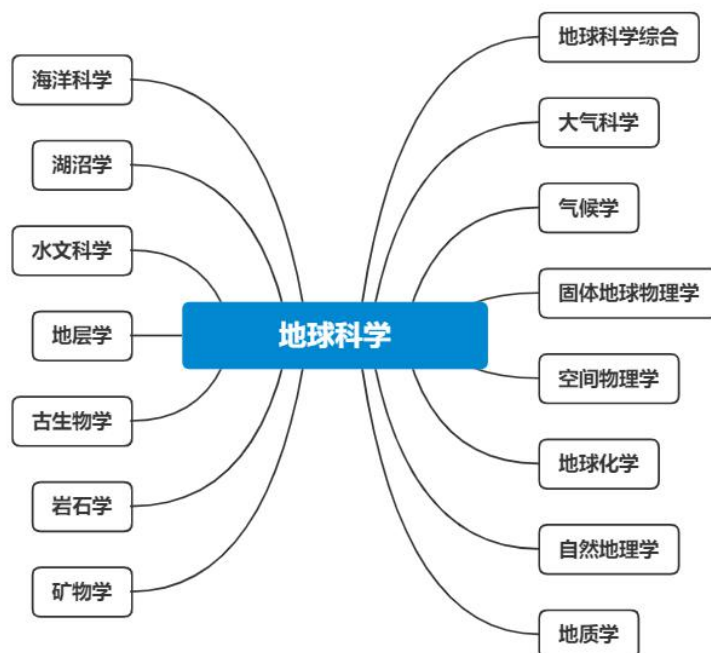 地球科学
地球科学综合
大气科学
气候学
固体地球物理学
空间物理学
地球化学
自然地理学
地质学
海洋科学
湖沼学
水文科学
地层学
古生物学
岩石学
矿物学